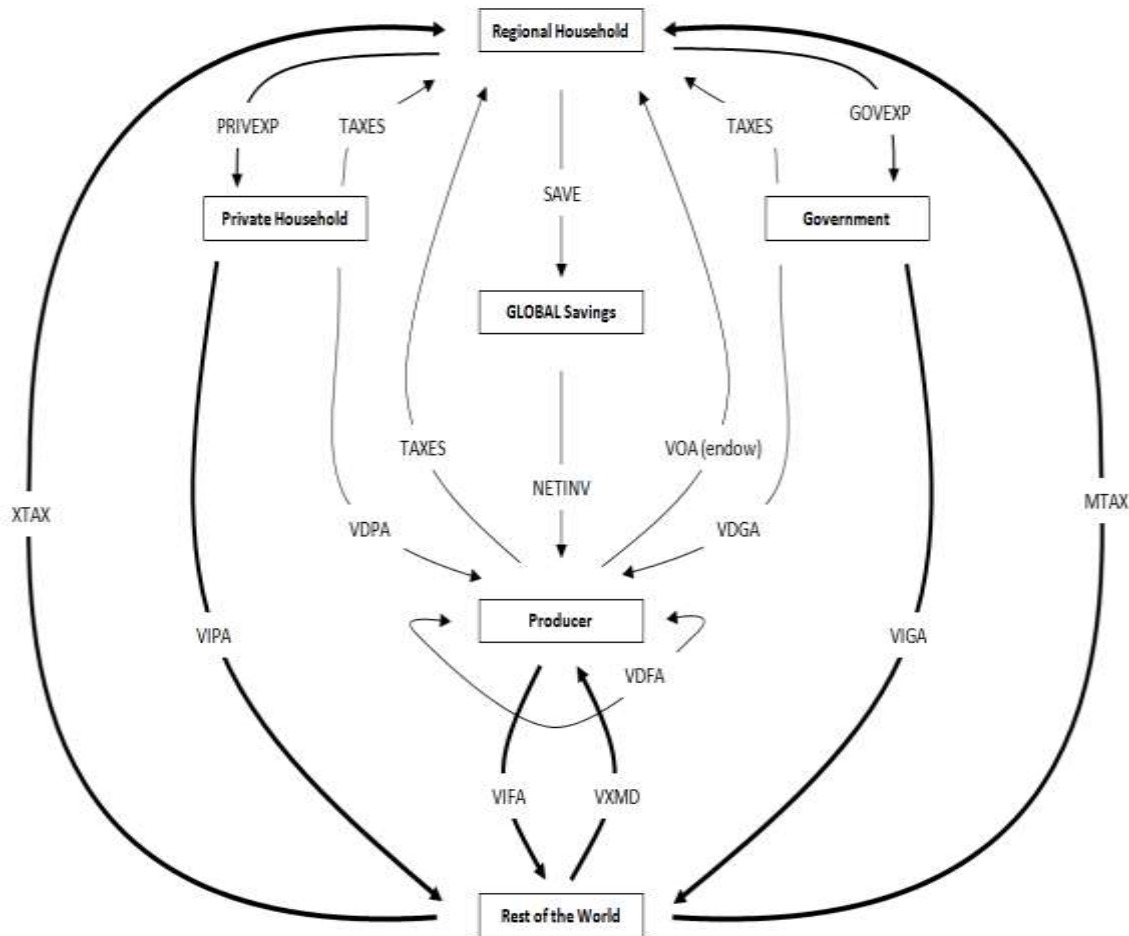 Regional Household
PRIVEXP
TAXES
TAXES
GOVEXP
Private Household
SAVE
Government
GLOBAL Savings
TAXES
VOA (endow)
NETINV
XTAX
MTAX
VDPA
VDGA
Producer
VIPA
VIGA
VDFA
VIFA
VXMD
Rest of the World